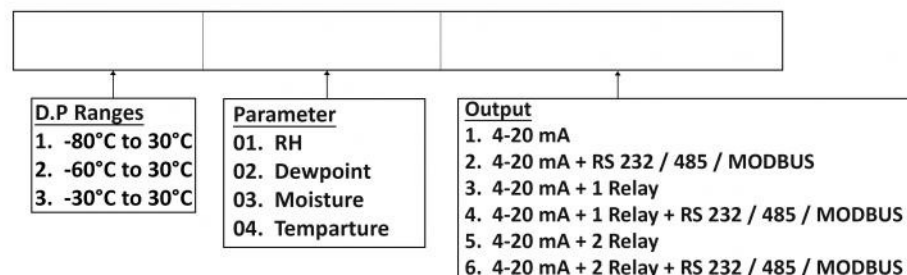 D.P Ranges
1. -80°C to 30°C
2. -60°C to 30°C
3. -30°C to 30°C
Parameter
01. RH
02. Dewpoint
03. Moisture
04. Temparture
Output
1. 4-20 mA
2. 4-20 mA + RS 232 / 485 / MODBUS
3. 4-20 mA + 1 Relay
4. 4-20 mA + 1 Relay + RS 232 / 485 / MODBUS
5. 4-20 mA + 2 Relay
6. 4-20 mA + 2 Relay + RS 232 / 485 / MODBUS